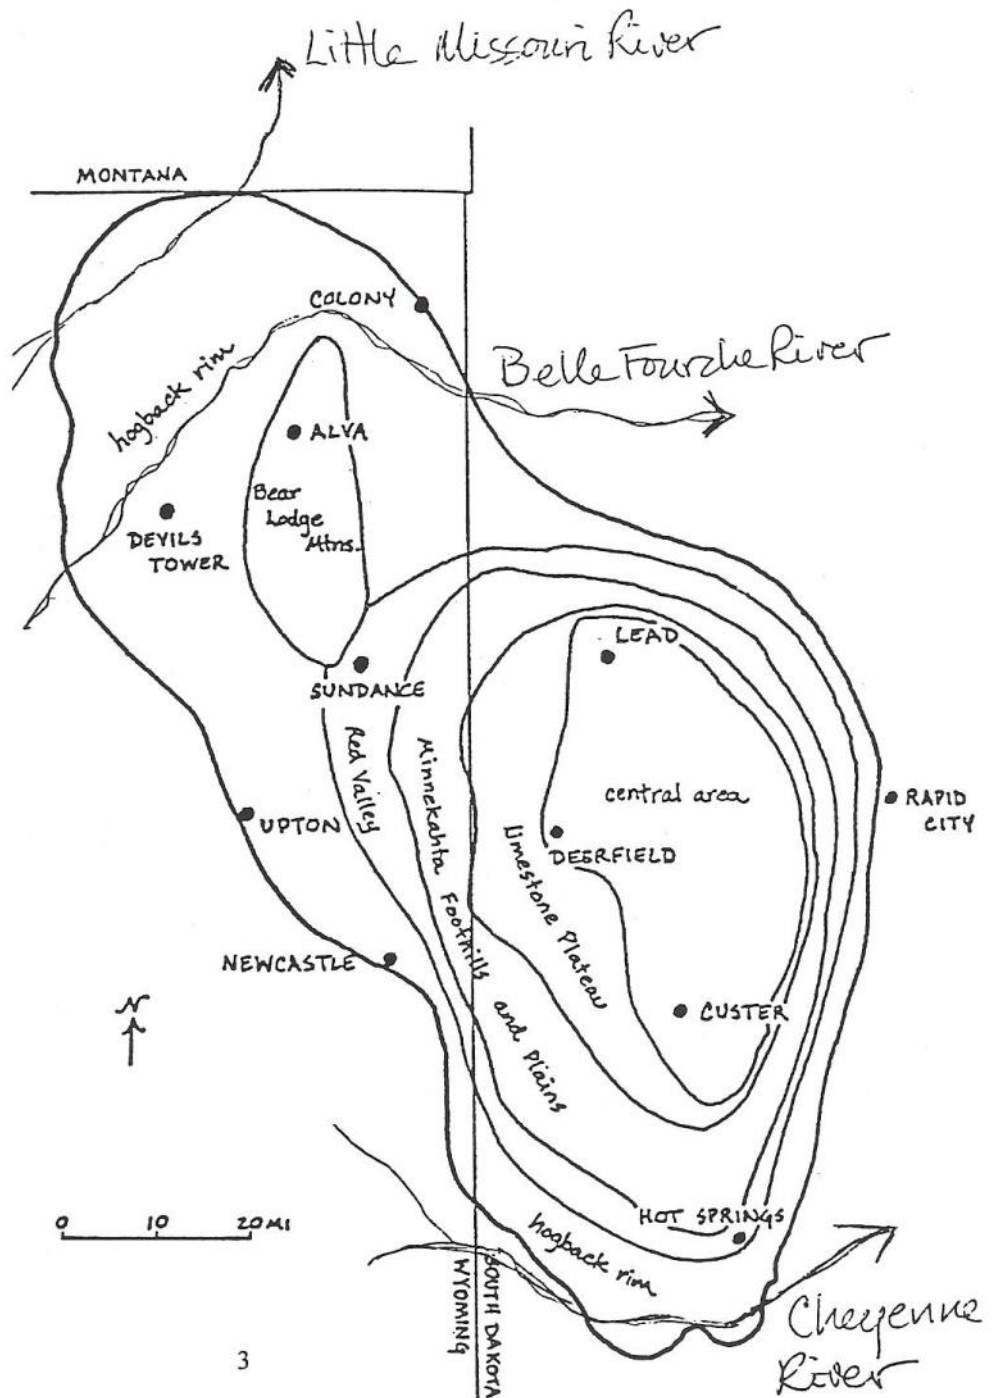 Little Missouri River
MONTANA
COLONY
hogback rim
Belle Fourche River
ALVA
Bear
Lodge
Mtns.
DEVILS
TOWER
LEAD
SUNDANCE
Red Valley
Minnekahta Foothills and Plains
central area
RAPID
CITY
UPTON
DEERFIELD
limestone Plateau
NEWCASTLE
N
CUSTER
0 10 20 MI
HOT SPRINGS
hogback rim
SOUTH DAKOTA
WYOMING
Cheyenne
River
3